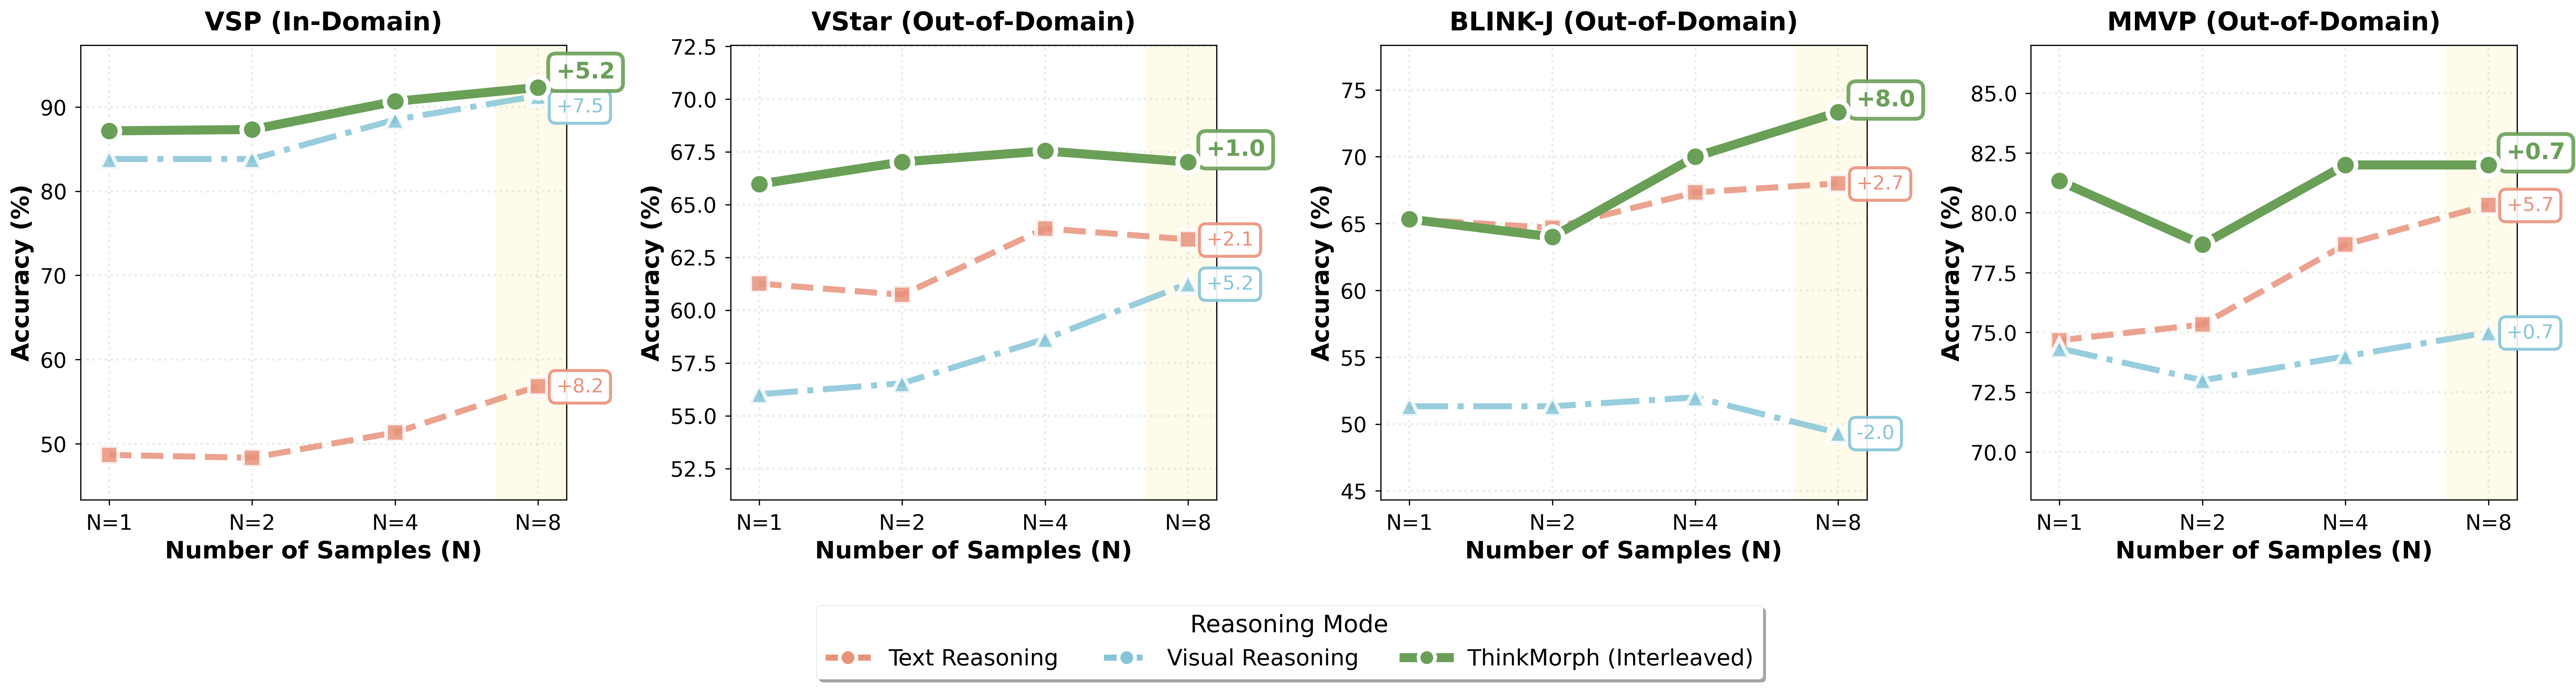 VSP (In-Domain)
Accuracy (%)
90
80
70
60
50
+5.2
+7.5
+8.2
N=1 N=2 N=4 N=8
Number of Samples (N)
VStar (Out-of-Domain)
Accuracy (%)
72.5
70.0
67.5
65.0
62.5
60.0
57.5
55.0
52.5
+1.0
+2.1
+5.2
N=1 N=2 N=4 N=8
Number of Samples (N)
BLINK-J (Out-of-Domain)
Accuracy (%)
75
70
65
60
55
50
45
+8.0
+2.7
-2.0
N=1 N=2 N=4 N=8
Number of Samples (N)
MMVP (Out-of-Domain)
Accuracy (%)
85.0
82.5
80.0
77.5
75.0
72.5
70.0
+0.7
+5.7
+0.7
N=1 N=2 N=4 N=8
Number of Samples (N)
Reasoning Mode
Text Reasoning Visual Reasoning ThinkMorph (Interleaved)